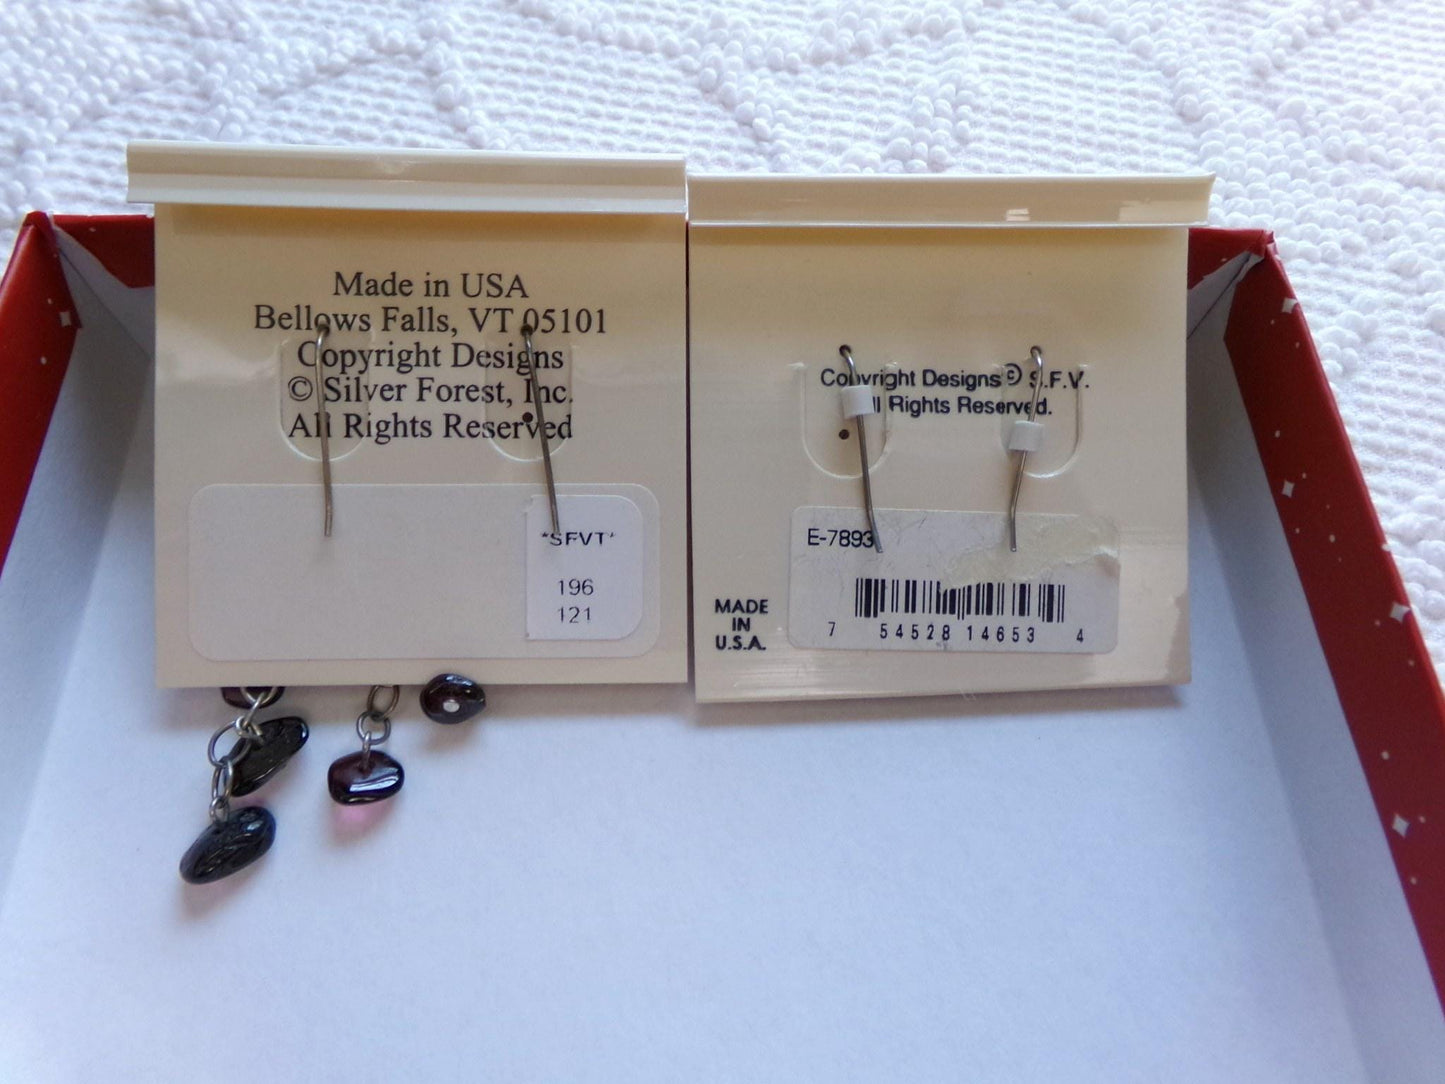 Made in USA
Bellows Falls, VT 05101
Copyright Designs
© Silver Forest, Inc.
All Rights Reserved
*SFVT*
196
121
Copyright Designs © S.F.V.
All Rights Reserved.
E-7893
MADE
IN
U.S.A.
7 54528 14653 4